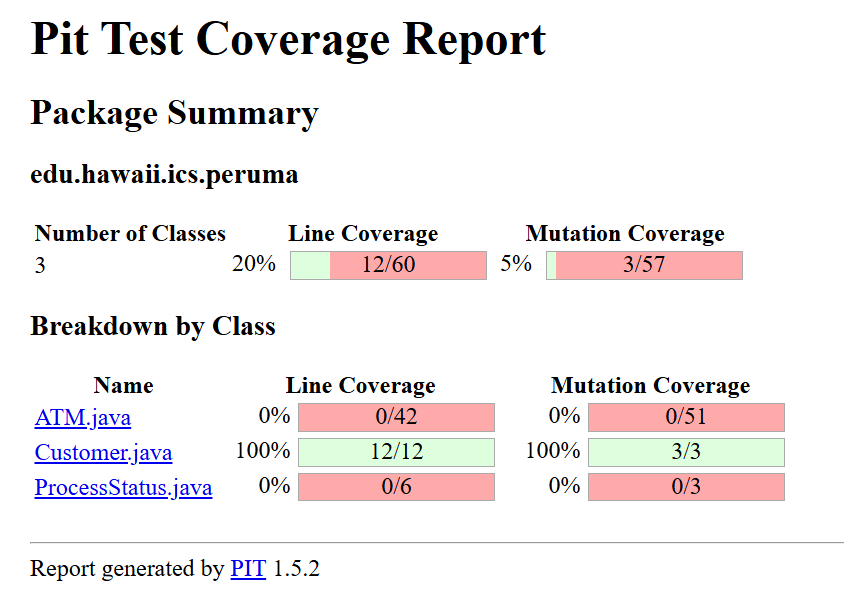 Pit Test Coverage Report
Package Summary
edu.hawaii.ics.peruma
Number of Classes Line Coverage Mutation Coverage
3 20% 12/60 5% 3/57
Breakdown by Class
Name Line Coverage Mutation Coverage
ATM.java 0% 0/42 0% 0/51
Customer.java 100% 12/12 100% 3/3
ProcessStatus.java 0% 0/6 0% 0/3
Report generated by PIT 1.5.2